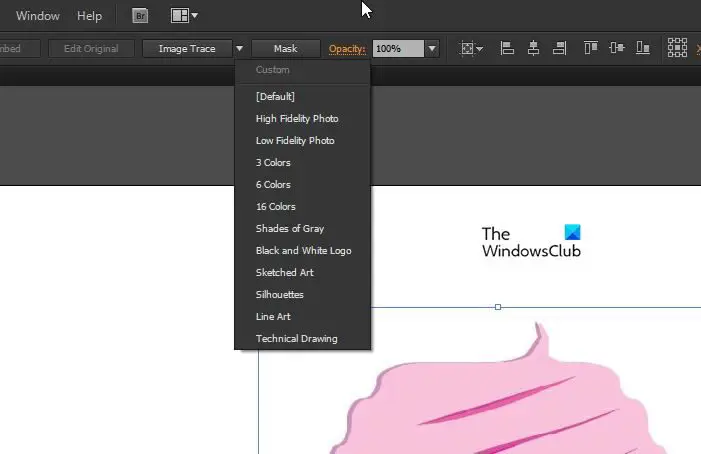 Window Help Br
mbed Edit Original Image Trace Mask Opacity: 100%
Custom
[Default]
High Fidelity Photo
Low Fidelity Photo
3 Colors
6 Colors
16 Colors
Shades of Gray
Black and White Logo
Sketched Art
Silhouettes
Line Art
Technical Drawing
The
WindowsClub